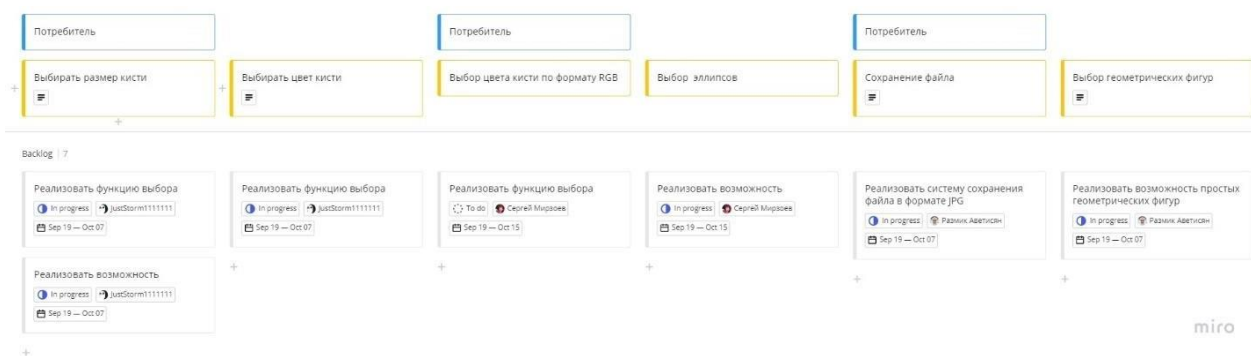 Потребитель
Потребитель
Потребитель
Выбирать размер кисти
Выбирать цвет кисти
Выбор цвета кисти по формату RGB
Выбор эллипсов
Сохранение файла
Выбор геометрических фигур
Backlog 7
Реализовать функцию выбора
In progress JustStorm1111111
Sep 19 — Oct 07
Реализовать функцию выбора
In progress JustStorm1111111
Sep 19 — Oct 07
Реализовать функцию выбора
To do Сергей Мирзоев
Sep 19 — Oct 15
Реализовать возможность
In progress Сергей Мирзоев
Sep 19 — Oct 15
Реализовать систему сохранения
файла в формате JPG
In progress Размик Аветисян
Sep 19 — Oct 07
Реализовать возможность простых
геометрических фигур
In progress Размик Аветисян
Sep 19 — Oct 07
Реализовать возможность
In progress JustStorm1111111
Sep 19 — Oct 07
miro